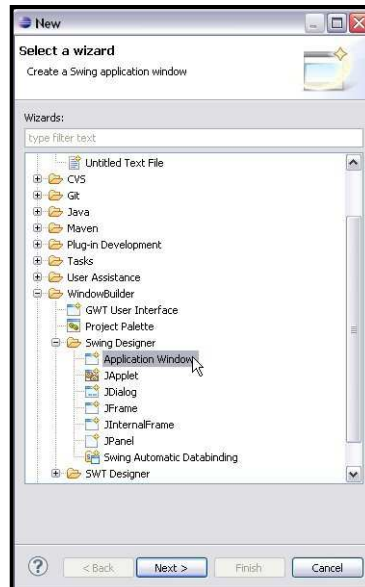 New
Select a wizard
Create a Swing application window
Wizards:
type filter text
Untitled Text File
CVS
Git
Java
Maven
Plug-in Development
Tasks
User Assistance
WindowBuilder
GWT User Interface
Project Palette
Swing Designer
Application Window
JApplet
JDialog
JFrame
JInternalFrame
JPanel
Swing Automatic Databinding
SWT Designer
?
< Back
Next >
Finish
Cancel